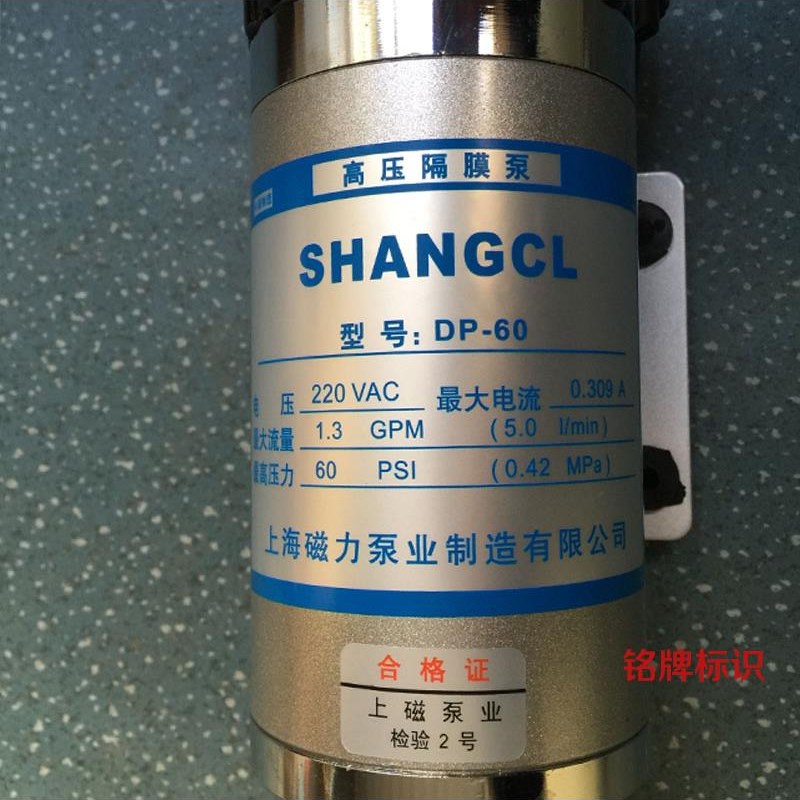 高压隔膜泵
SHANGCL
型号: DP-60
电压 220 VAC 最大电流 0.309 A
最大流量 1.3 GPM (5.0 l/min)
最高压力 60 PSI (0.42 MPa)
上海磁力泵业制造有限公司
合格证
上磁泵业
检验2号
铭牌标识